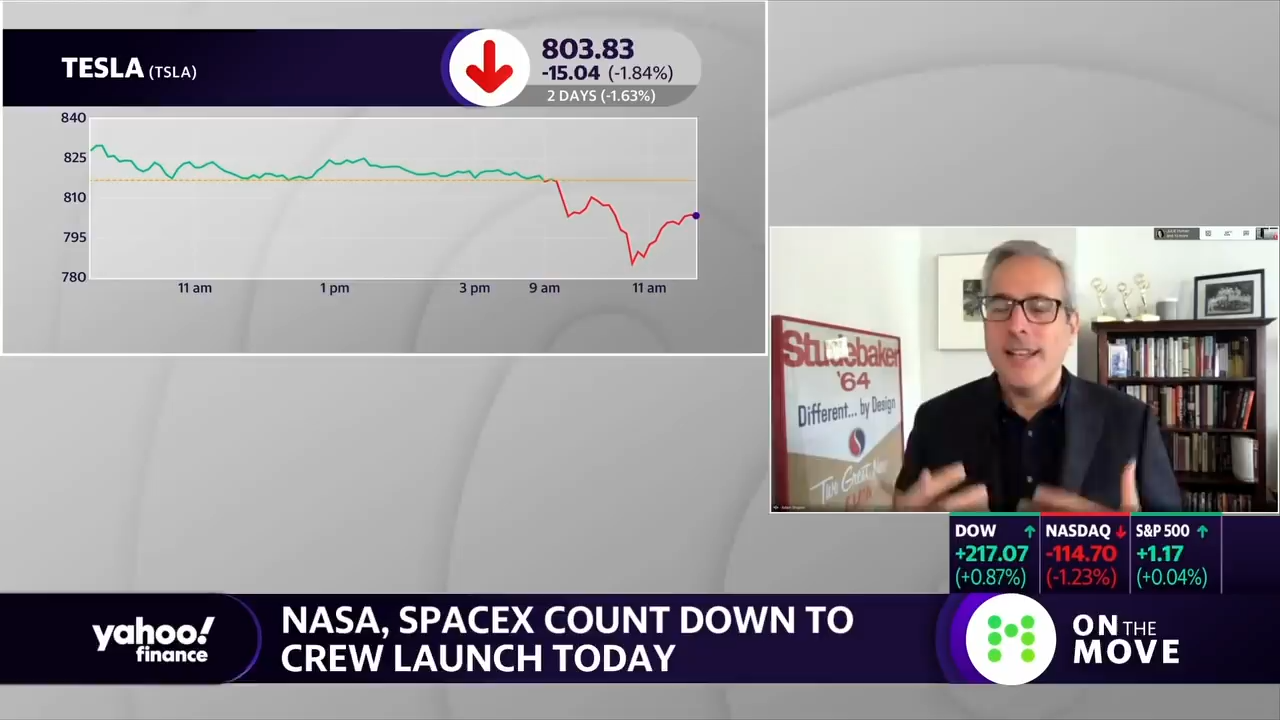 TESLA (TSLA)
803.83
-15.04 (-1.84%)
2 DAYS (-1.63%)
840
825
810
795
780
11 am
1 pm
3 pm
9 am
11 am
Studebaker
'64
Different... by Design
Two Great New
DOW
+217.07
(+0.87%)
NASDAQ
-114.70
(-1.23%)
S&P 500
+1.17
(+0.04%)
yahoo!
finance
NASA, SPACEX COUNT DOWN TO
CREW LAUNCH TODAY
ON THE
MOVE